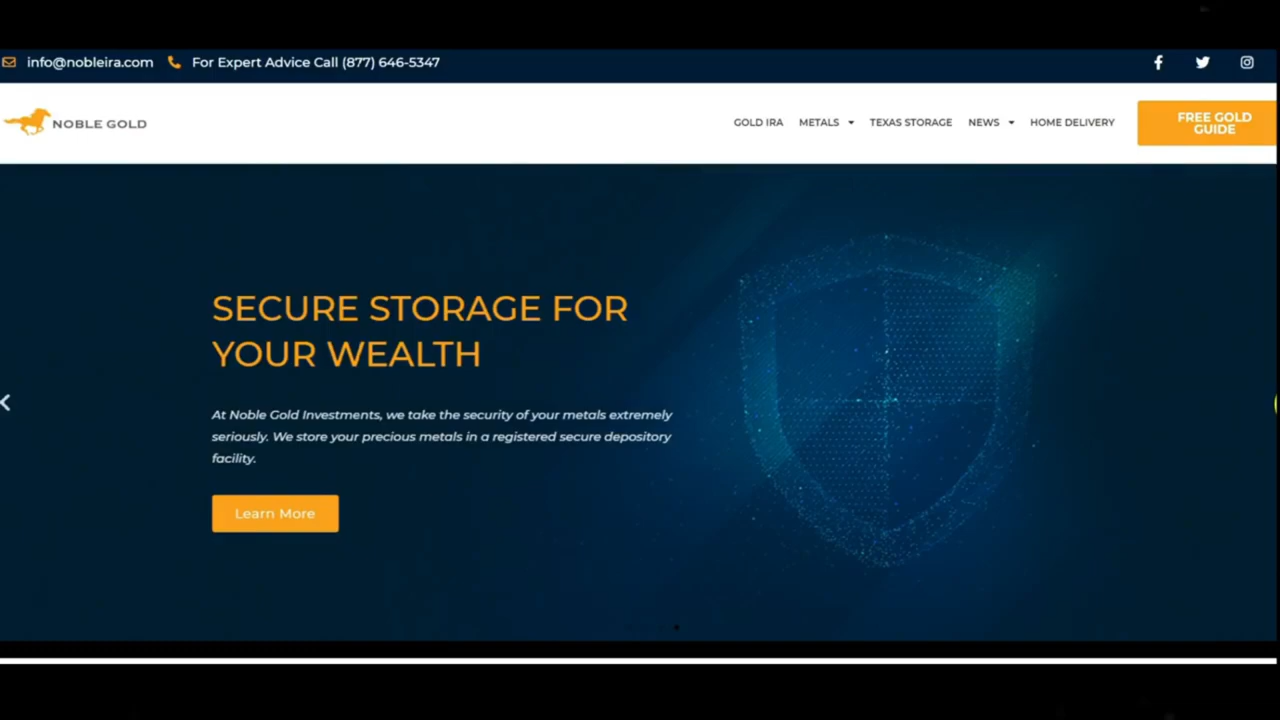 info@nobleira.com For Expert Advice Call (877) 646-5347
NOBLE GOLD
GOLD IRA METALS TEXAS STORAGE NEWS HOME DELIVERY
FREE GOLD
GUIDE
SECURE STORAGE FOR
YOUR WEALTH
At Noble Gold Investments, we take the security of your metals extremely
seriously. We store your precious metals in a registered secure depository
facility.
Learn More